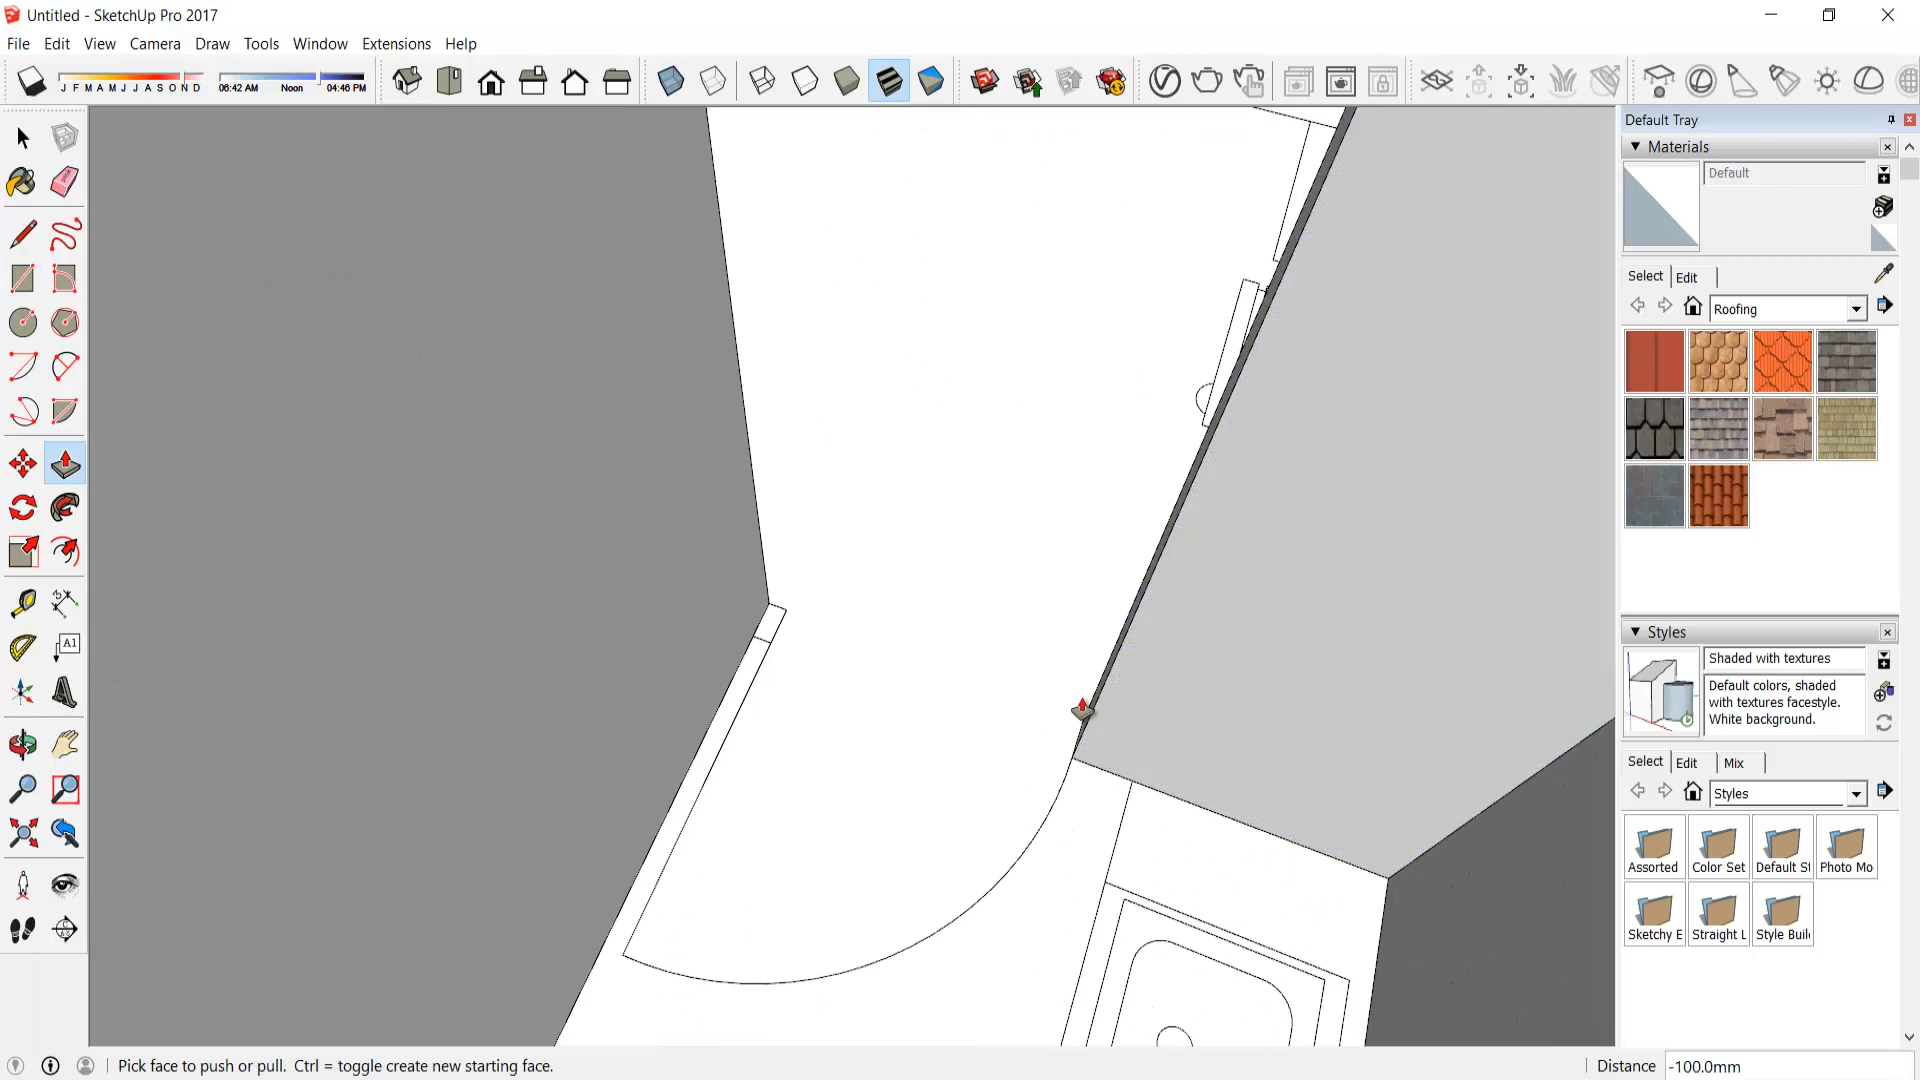 Untitled - SketchUp Pro 2017
File Edit View Camera Draw Tools Window Extensions Help
J F M A M J J A S O N D
06:42 AM Noon 04:46 PM
Default Tray
Materials
Default
Select Edit
Roofing
A1
Styles
Shaded with textures
Default colors, shaded
with textures facestyle.
White background.
Select Edit Mix
Styles
Assorted Color Set Default St Photo Mo
Sketchy E Straight L Style Buil
Pick face to push or pull. Ctrl = toggle create new starting face.
Distance -100.0mm